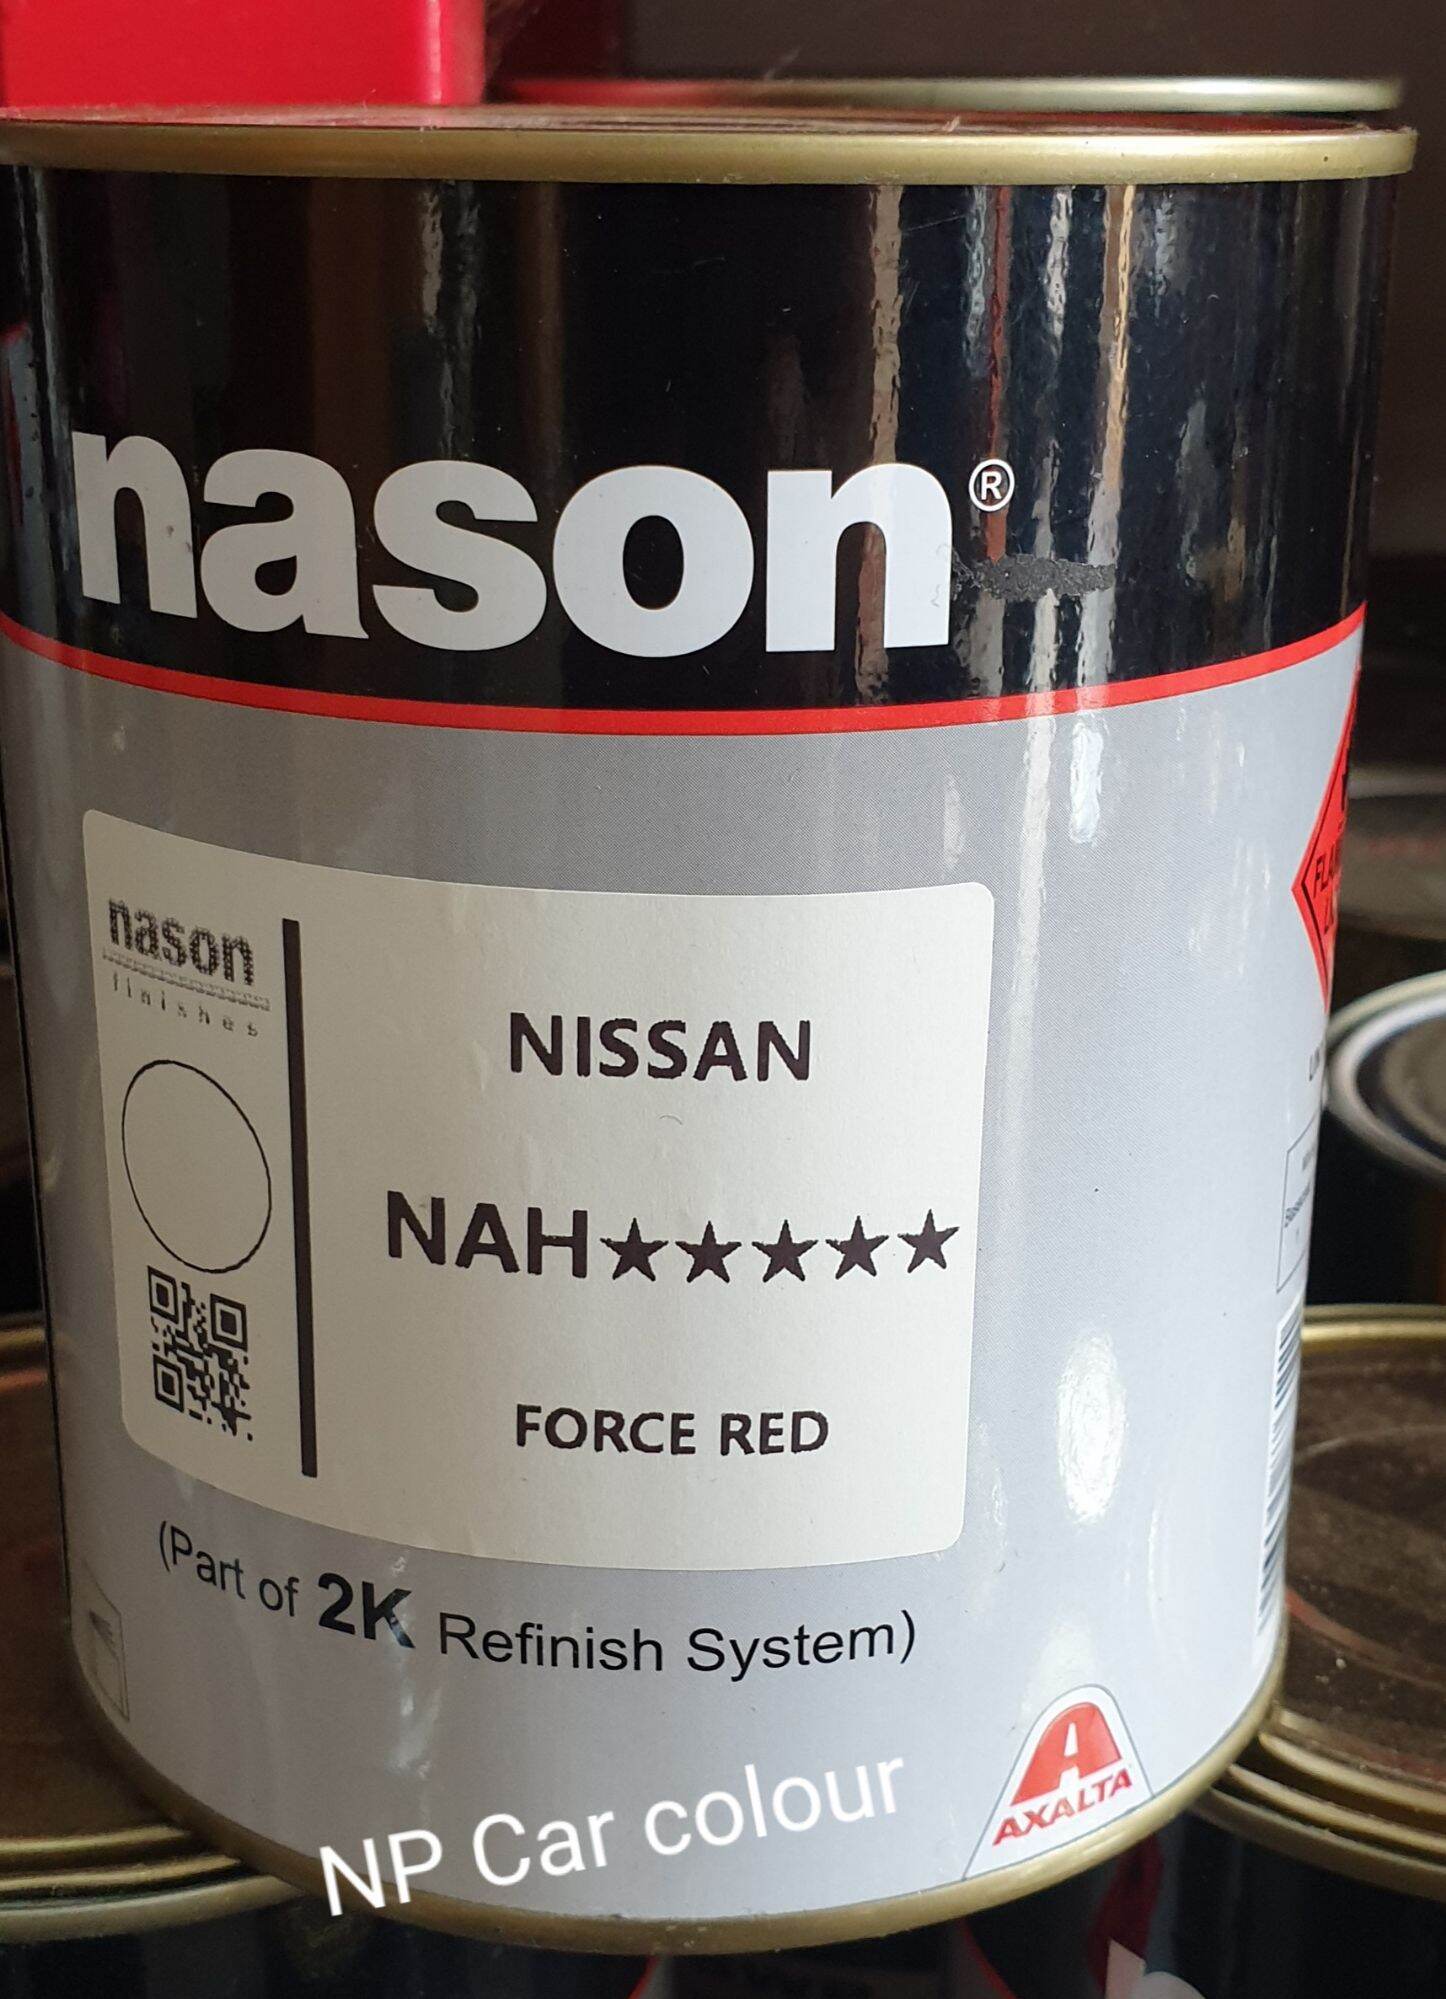 nason®
nason
finishes
NISSAN
NAH★★★★★
FORCE RED
(Part of 2K Refinish System)
AXALTA
NP Car colour